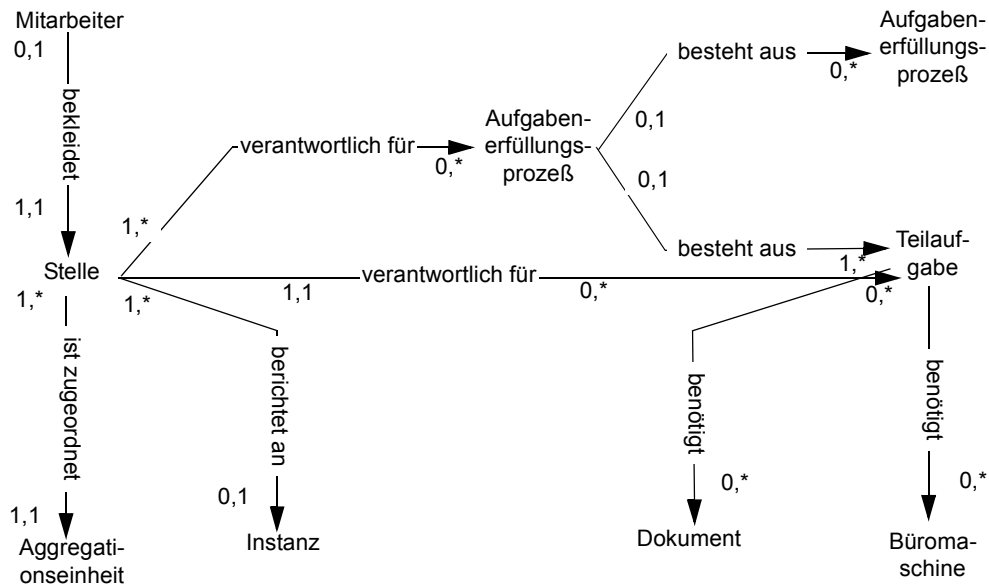 Mitarbeiter
0,1
bekleidet
1,1
Stelle
1,*
ist zugeordnet
1,1
Aggregati-
onseinheit
1,*
verantwortlich für
0,*
Aufgaben-
erfüllungs-
prozeß
0,1
besteht aus
0,*
Aufgaben-
erfüllungs-
prozeß
0,1
besteht aus
1,*
Teilauf-
gabe
1,1
verantwortlich für
0,*
0,*
1,*
berichtet an
0,1
Instanz
benötigt
0,*
Dokument
benötigt
0,*
Büroma-
schine